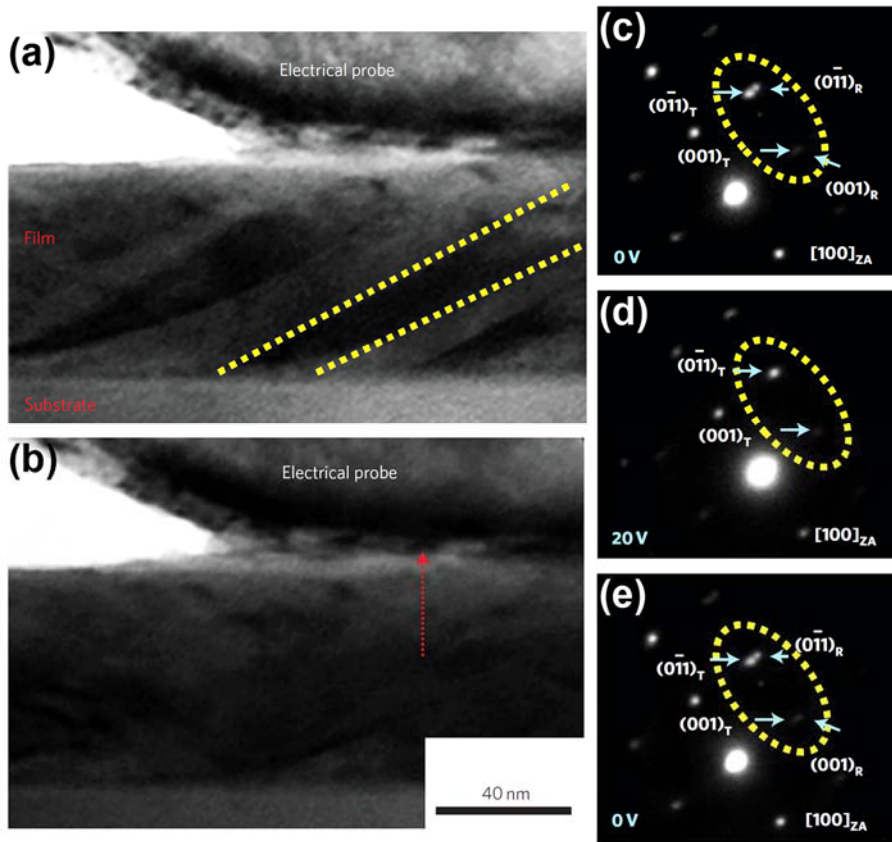 (a)
Electrical probe
Film
Substrate
(b)
Electrical probe
40 nm
(c)
(01̄1)T
(01̄1)R
(001)T
(001)R
0 V
[100]ZA
(d)
(01̄1)T
(001)T
20 V
[100]ZA
(e)
(01̄1)T
(01̄1)R
(001)T
(001)R
0 V
[100]ZA